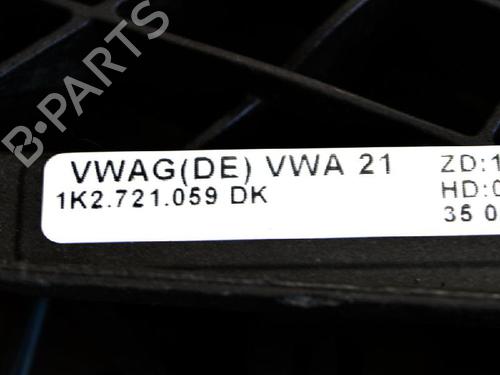 B-PARTS
VWAG(DE) VWA 21 ZD:1
1K2.721.059 DK HD:0
35 0